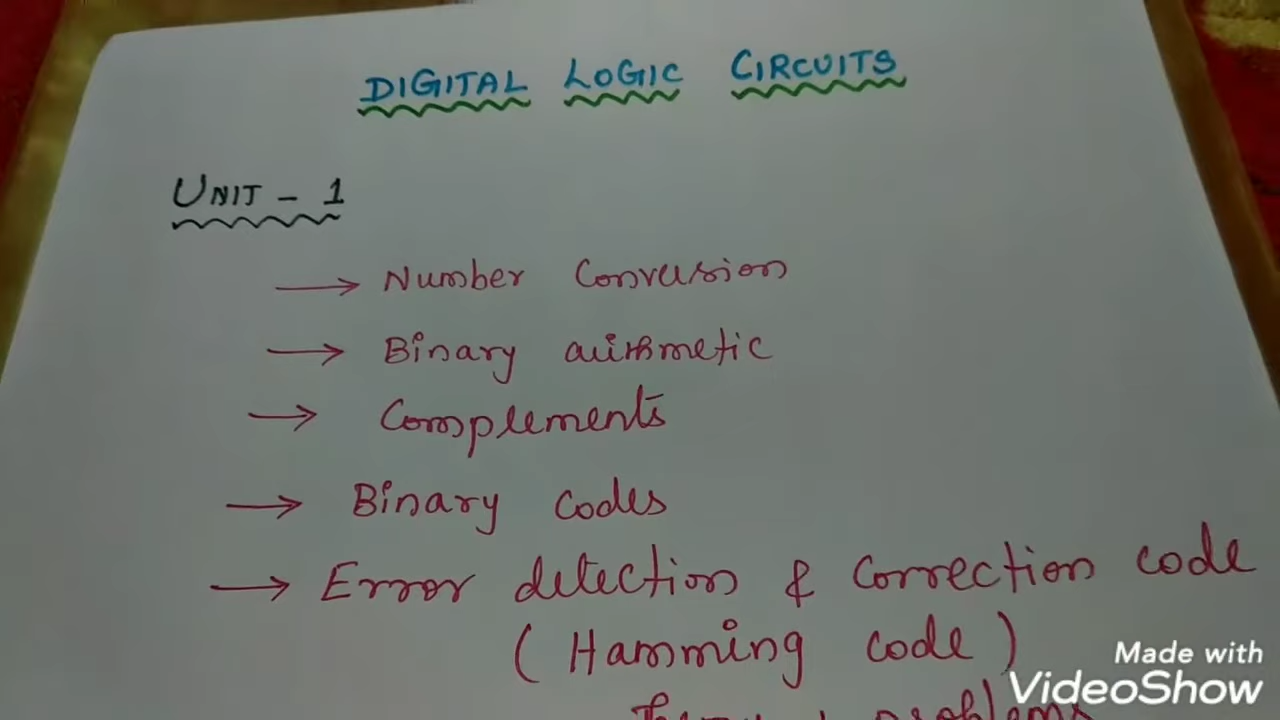 DIGITAL LOGIC CIRCUITS
UNIT - 1
→ Number Conversion
→ Binary arithmetic
→ Complements
→ Binary codes
→ Error detection & Correction code
(Hamming code)
problems
Made with
VideoShow